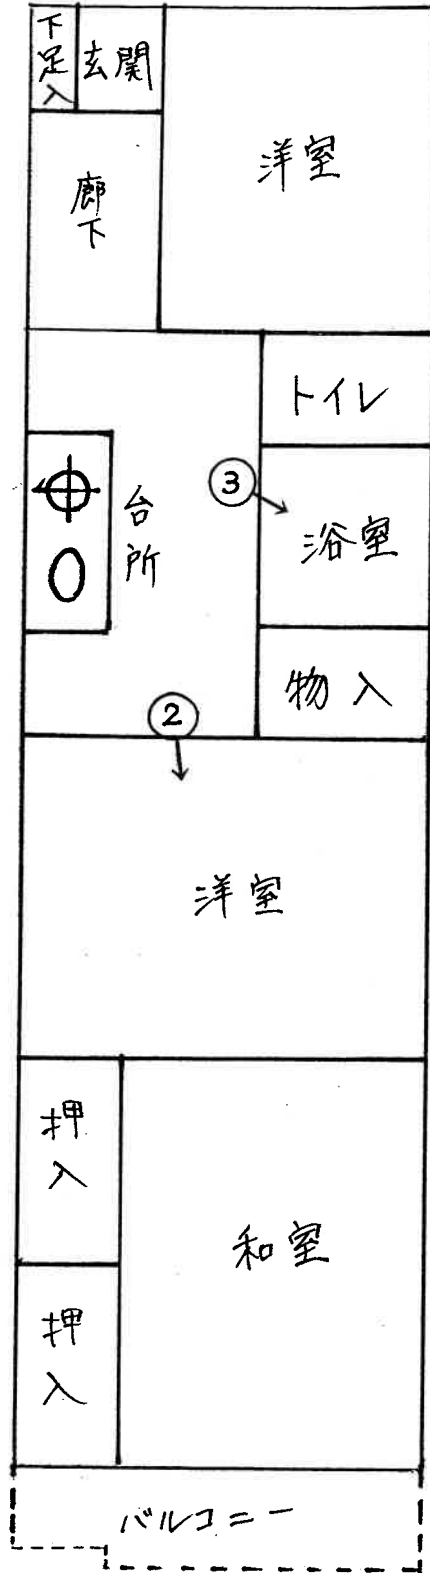 下足入
玄関
洋室
廊下
トイレ
③
浴室
台所
物入
②
洋室
押入
和室
押入
バルコニー